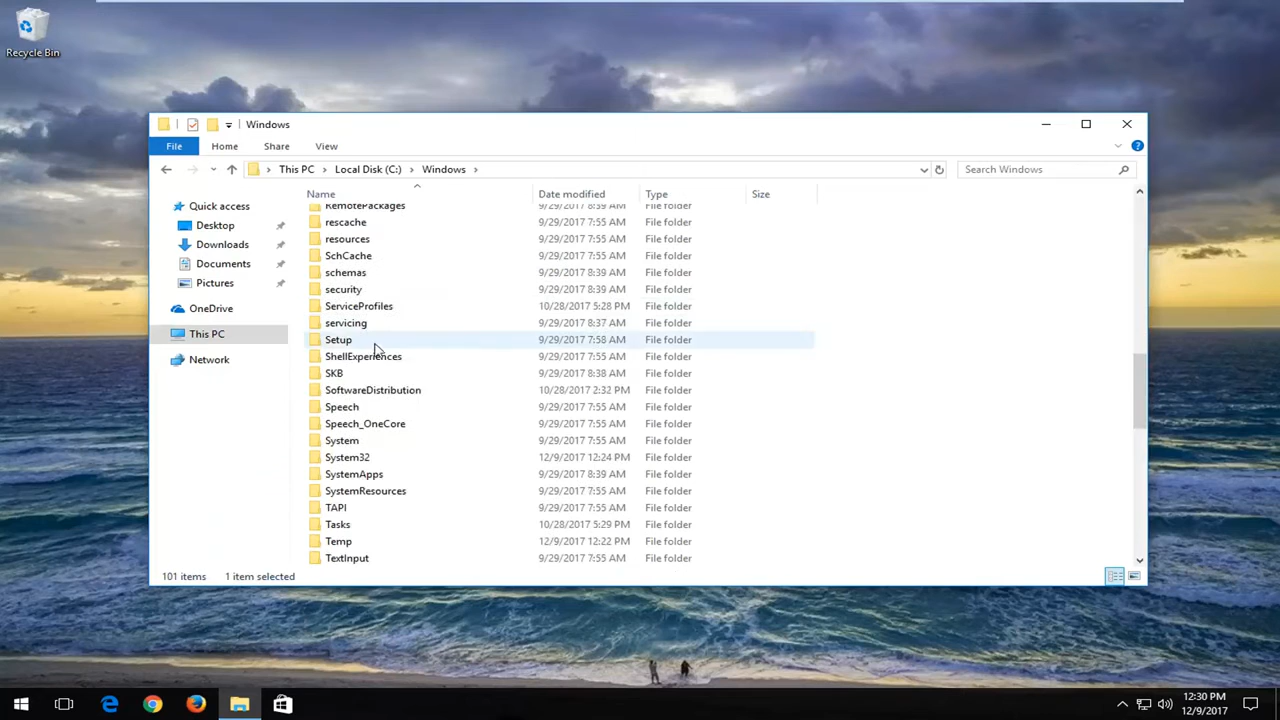 Recycle Bin
Windows
File Home Share View
This PC Local Disk (C:) Windows
Search Windows
Name Date modified Type Size
Quick access
Desktop
Downloads
Documents
Pictures
OneDrive
This PC
Network
RemotePackages 9/29/2017 8:39 AM File folder
rescache 9/29/2017 7:55 AM File folder
resources 9/29/2017 7:55 AM File folder
SchCache 9/29/2017 7:55 AM File folder
schemas 9/29/2017 8:39 AM File folder
security 9/29/2017 8:39 AM File folder
ServiceProfiles 10/28/2017 5:28 PM File folder
servicing 9/29/2017 8:37 AM File folder
Setup 9/29/2017 7:58 AM File folder
ShellExperiences 9/29/2017 7:55 AM File folder
SKB 9/29/2017 8:38 AM File folder
SoftwareDistribution 10/28/2017 2:32 PM File folder
Speech 9/29/2017 7:55 AM File folder
Speech_OneCore 9/29/2017 7:55 AM File folder
System 9/29/2017 7:55 AM File folder
System32 12/9/2017 12:24 PM File folder
SystemApps 9/29/2017 8:39 AM File folder
SystemResources 9/29/2017 7:55 AM File folder
TAPI 9/29/2017 7:55 AM File folder
Tasks 10/28/2017 5:29 PM File folder
Temp 12/9/2017 12:22 PM File folder
TextInput 9/29/2017 7:55 AM File folder
101 items 1 item selected
12:30 PM
12/9/2017